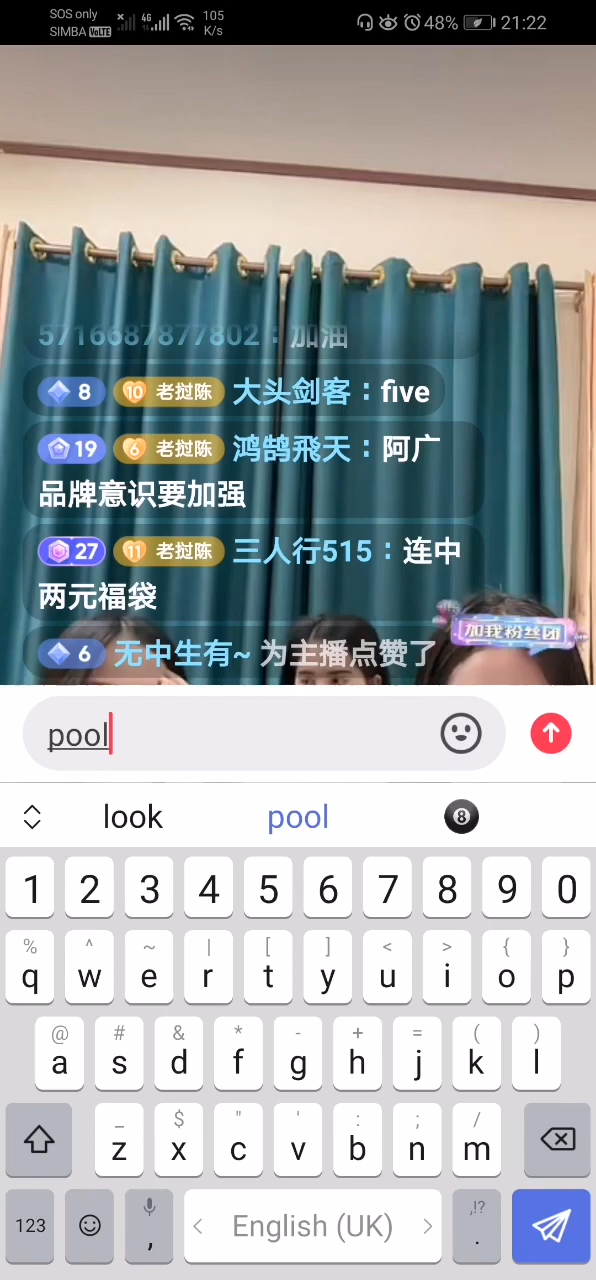 SOS only
SIMBA VoLTE
4G
105
K/s
48%
21:22
5716687877802：加油
8 10 老挝陈 大头剑客：five
19 6 老挝陈 鸿鹄飛天：阿广
品牌意识要加强
27 11 老挝陈 三人行515：连中
两元福袋
6 无中生有~ 为主播点赞了
加我粉丝团
pool
look pool 8
1 2 3 4 5 6 7 8 9 0
% ^ ~ | [ ] < > { }
q w e r t y u i o p
@ # & * - + = ( )
a s d f g h j k l
_ $ " ' : ; /
z x c v b n m
,!?
123 , English (UK) .